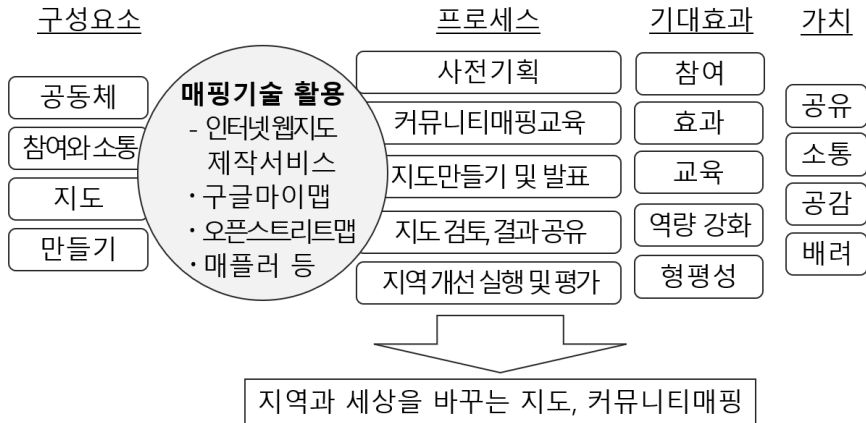 구성요소
공동체
참여와 소통
지도
만들기
매핑기술 활용
- 인터넷 웹지도
제작서비스
· 구글마이맵
· 오픈스트리트맵
· 매플러 등
프로세스
사전기획
커뮤니티매핑교육
지도만들기 및 발표
지도 검토, 결과 공유
지역 개선 실행 및 평가
기대효과
참여
효과
교육
역량 강화
형평성
가치
공유
소통
공감
배려
지역과 세상을 바꾸는 지도, 커뮤니티매핑